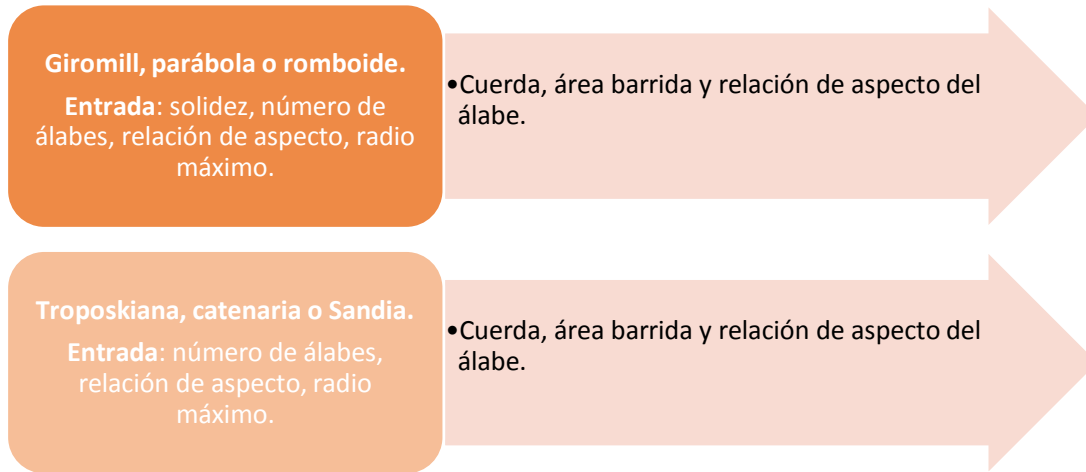 Giromill, parábola o romboide.
Entrada: solidez, número de
álabes, relación de aspecto, radio
máximo.
•Cuerda, área barrida y relación de aspecto del
álabe.
Troposkiana, catenaria o Sandia.
Entrada: número de álabes,
relación de aspecto, radio
máximo.
•Cuerda, área barrida y relación de aspecto del
álabe.